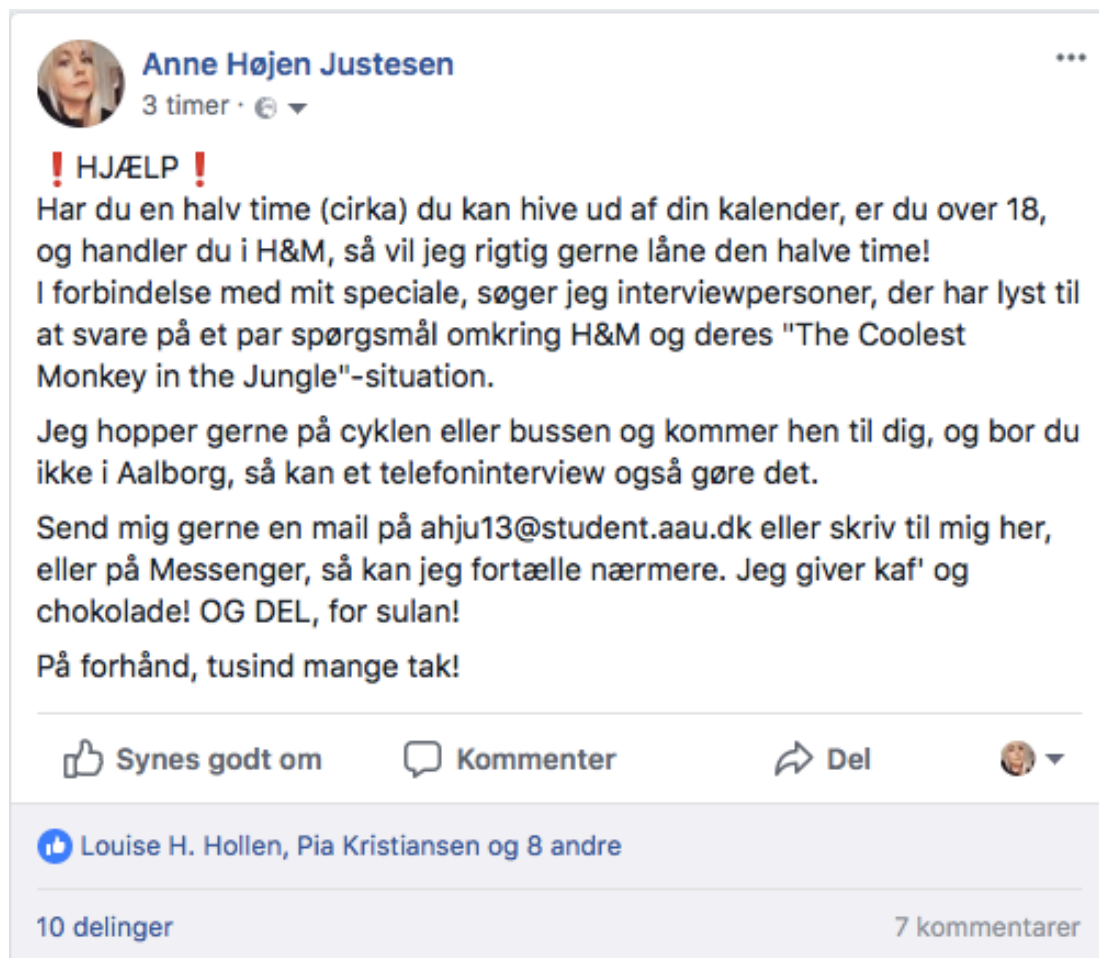 Anne Højen Justesen
3 timer ·
❗HJÆLP❗
Har du en halv time (cirka) du kan hive ud af din kalender, er du over 18,
og handler du i H&M, så vil jeg rigtig gerne låne den halve time!
I forbindelse med mit speciale, søger jeg interviewpersoner, der har lyst til
at svare på et par spørgsmål omkring H&M og deres "The Coolest
Monkey in the Jungle"-situation.
Jeg hopper gerne på cyklen eller bussen og kommer hen til dig, og bor du
ikke i Aalborg, så kan et telefoninterview også gøre det.
Send mig gerne en mail på ahju13@student.aau.dk eller skriv til mig her,
eller på Messenger, så kan jeg fortælle nærmere. Jeg giver kaf' og
chokolade! OG DEL, for sulan!
På forhånd, tusind mange tak!
Synes godt om Kommenter Del
Louise H. Hollen, Pia Kristiansen og 8 andre
10 delinger 7 kommentarer